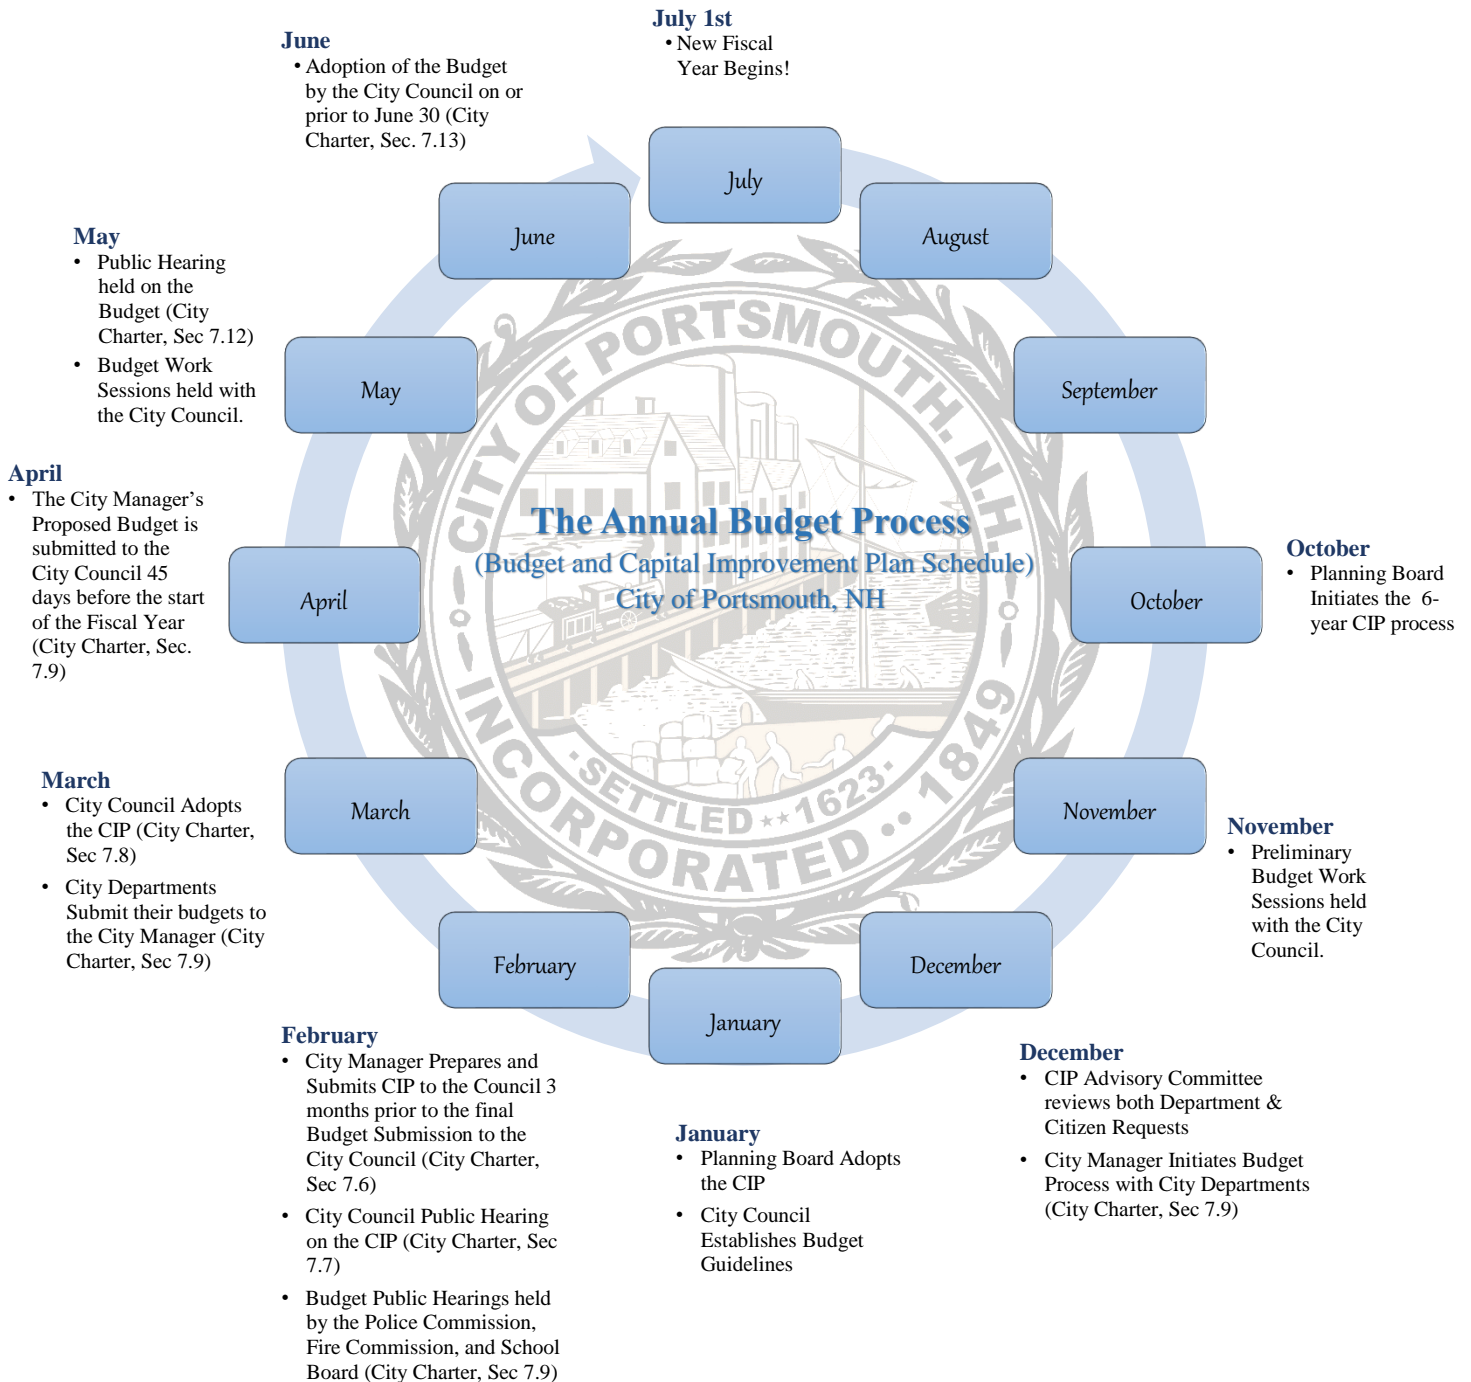 July 1st
• New Fiscal
Year Begins!
June
• Adoption of the Budget
by the City Council on or
prior to June 30 (City
Charter, Sec. 7.13)
July
June
August
May
• Public Hearing
held on the
Budget (City
Charter, Sec 7.12)
• Budget Work
Sessions held with
the City Council.
May
September
CITY OF PORTSMOUTH, N.H.
April
• The City Manager’s
Proposed Budget is
submitted to the
City Council 45
days before the start
of the Fiscal Year
(City Charter, Sec.
7.9)
The Annual Budget Process
(Budget and Capital Improvement Plan Schedule)
City of Portsmouth, NH
April
October
October
• Planning Board
Initiates the 6-
year CIP process
March
• City Council Adopts
the CIP (City Charter,
Sec 7.8)
• City Departments
Submit their budgets to
the City Manager (City
Charter, Sec 7.9)
March
November
·SETTLED ★★ 1623·
INCORPORATED •• 1849
November
• Preliminary
Budget Work
Sessions held
with the City
Council.
February
December
January
February
• City Manager Prepares and
Submits CIP to the Council 3
months prior to the final
Budget Submission to the
City Council (City Charter,
Sec 7.6)
• City Council Public Hearing
on the CIP (City Charter, Sec
7.7)
• Budget Public Hearings held
by the Police Commission,
Fire Commission, and School
Board (City Charter, Sec 7.9)
January
• Planning Board Adopts
the CIP
• City Council
Establishes Budget
Guidelines
December
• CIP Advisory Committee
reviews both Department &
Citizen Requests
• City Manager Initiates Budget
Process with City Departments
(City Charter, Sec 7.9)